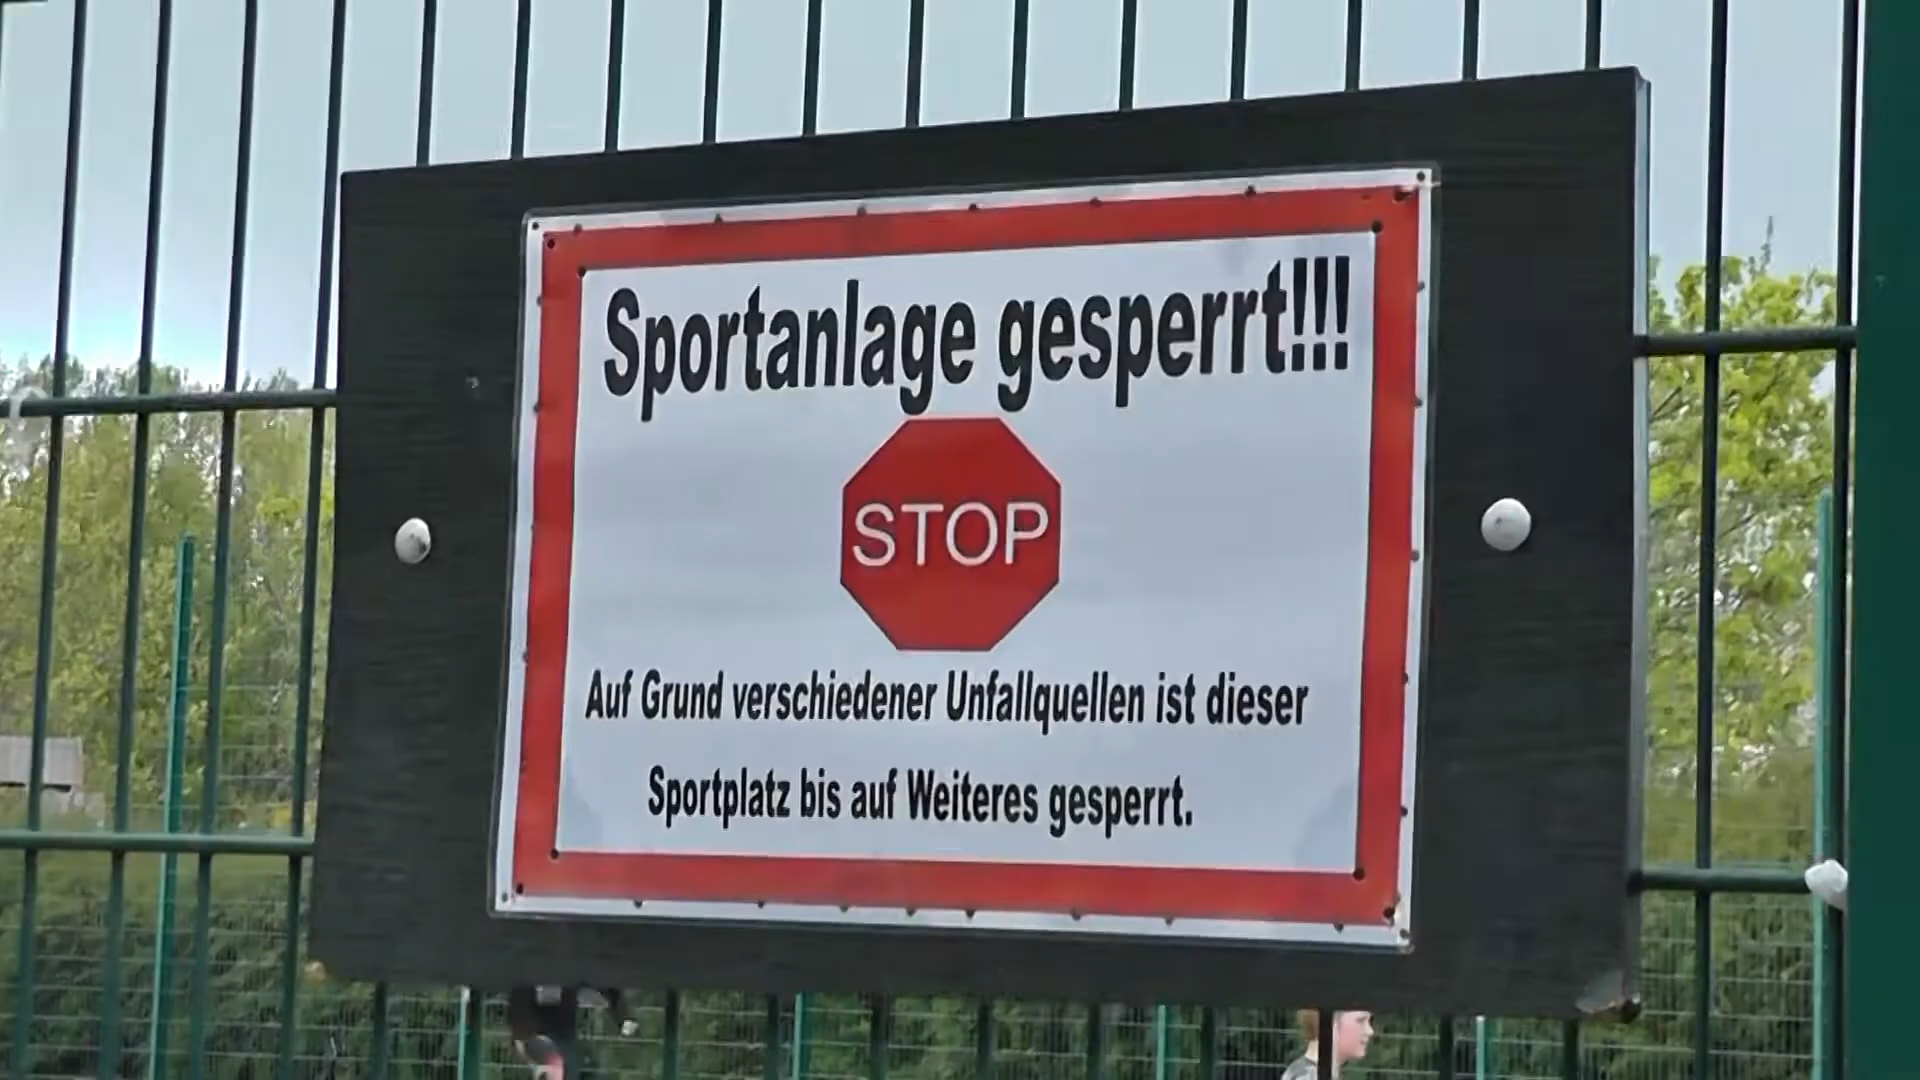 Sportanlage gesperrt!!!
STOP
Auf Grund verschiedener Unfallquellen ist dieser
Sportplatz bis auf Weiteres gesperrt.